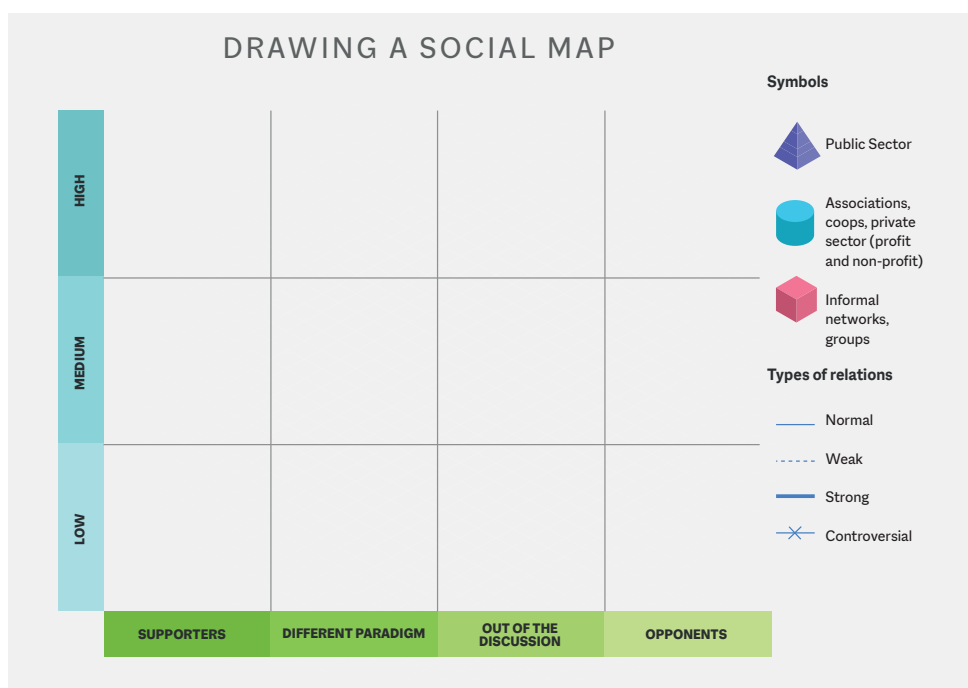 DRAWING A SOCIAL MAP
HIGH
MEDIUM
LOW
SUPPORTERS
DIFFERENT PARADIGM
OUT OF THE
DISCUSSION
OPPONENTS
Symbols
Public Sector
Associations,
coops, private
sector (profit
and non-profit)
Informal
networks,
groups
Types of relations
Normal
Weak
Strong
Controversial